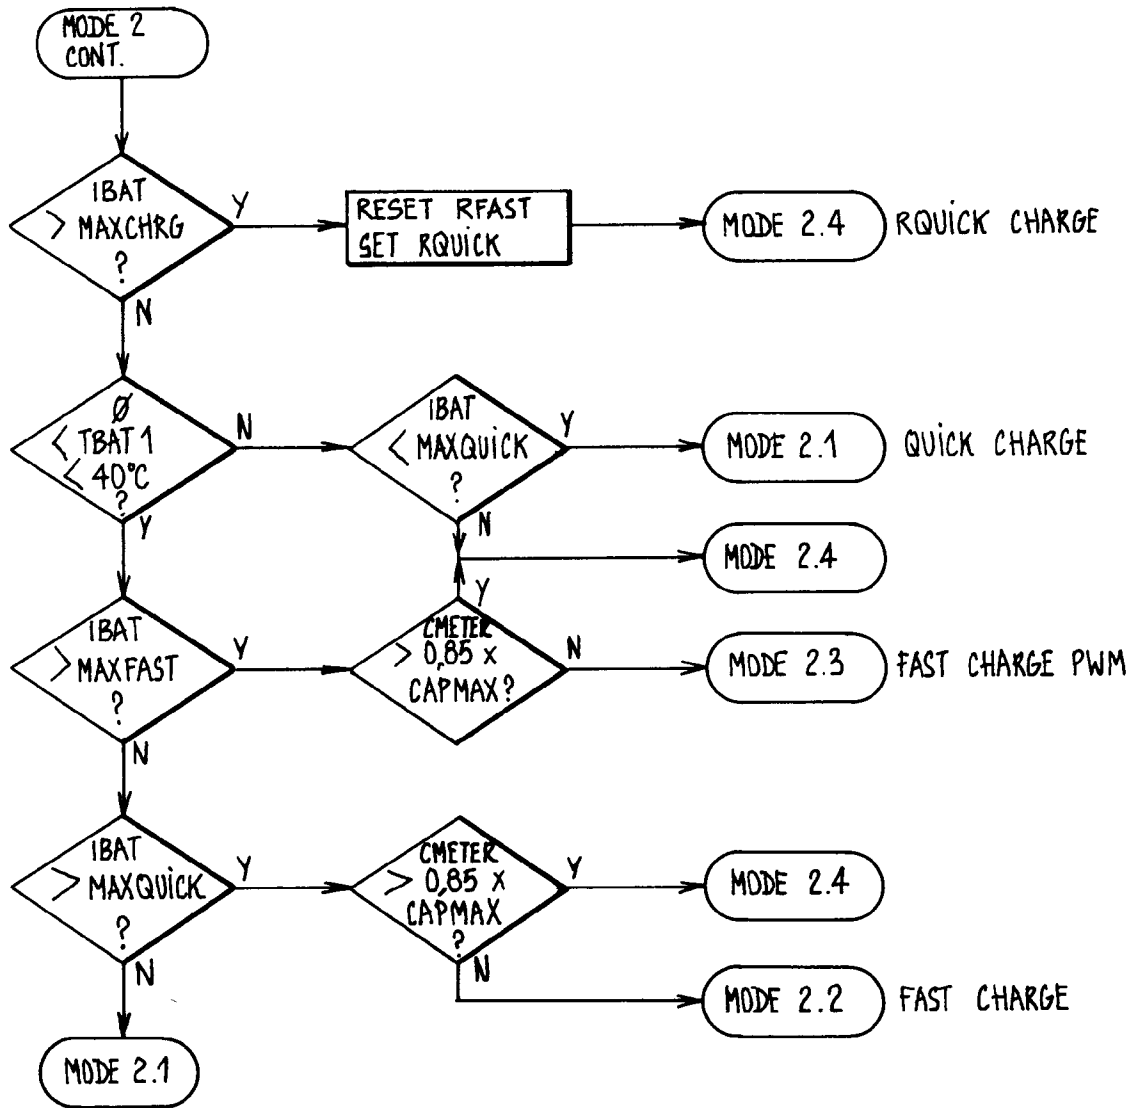 MODE 2
CONT.
IBAT
> MAXCHRG
?
Y
N
RESET RFAST
SET RQUICK
MODE 2.4
RQUICK CHARGE
Ø
< TBAT 1
< 40°C
?
N
Y
IBAT
< MAXQUICK
?
Y
N
MODE 2.1
QUICK CHARGE
MODE 2.4
IBAT
> MAXFAST
?
Y
N
Y
CMETER
> 0,85 x
CAPMAX?
N
MODE 2.3
FAST CHARGE PWM
IBAT
> MAXQUICK
?
Y
N
CMETER
> 0,85 x
CAPMAX
?
Y
N
MODE 2.4
MODE 2.2
FAST CHARGE
MODE 2.1